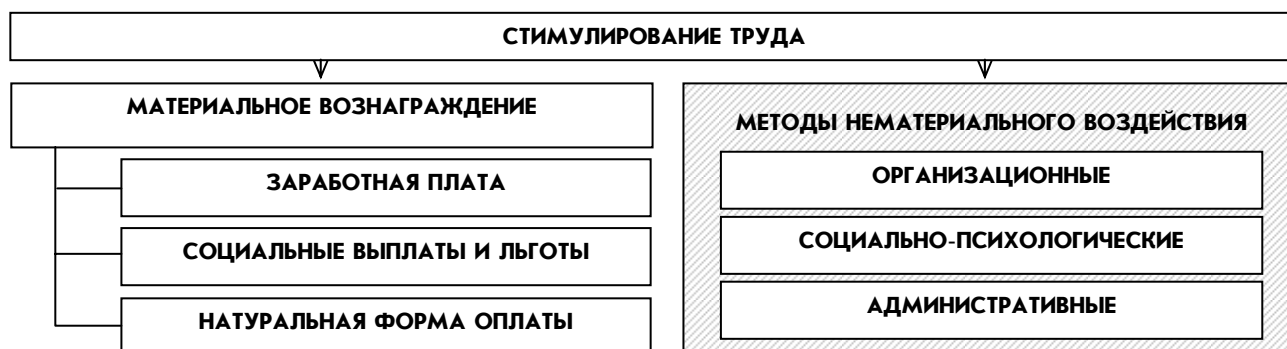 СТИМУЛИРОВАНИЕ ТРУДА
МАТЕРИАЛЬНОЕ ВОЗНАГРАЖДЕНИЕ
ЗАРАБОТНАЯ ПЛАТА
СОЦИАЛЬНЫЕ ВЫПЛАТЫ И ЛЬГОТЫ
НАТУРАЛЬНАЯ ФОРМА ОПЛАТЫ
МЕТОДЫ НЕМАТЕРИАЛЬНОГО ВОЗДЕЙСТВИЯ
ОРГАНИЗАЦИОННЫЕ
СОЦИАЛЬНО-ПСИХОЛОГИЧЕСКИЕ
АДМИНИСТРАТИВНЫЕ